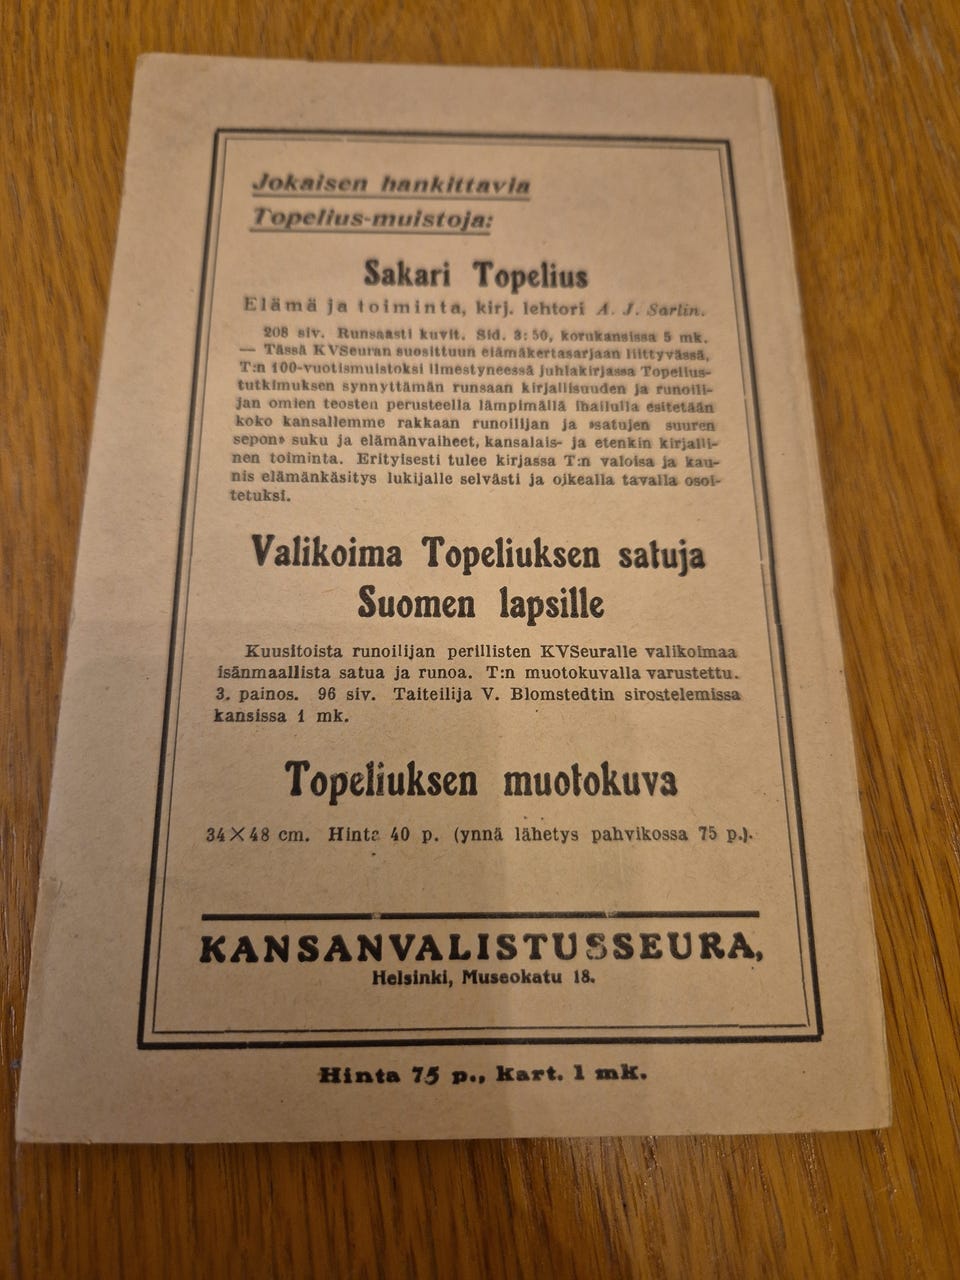 Jokaisen hankittavia
Topelius-muistoja:
Sakari Topelius
Elämä ja toiminta, kirj. lehtori A. J. Sarlin.
208 siv. Runsaasti kuvit. Sid. 3:50, korukansissa 5 mk.
— Tässä KVSeuran suosittuun elämäkertasarjaan liittyvässä,
T:n 100-vuotismuistoksi ilmestyneessä juhlakirjassa Topelius-
tutkimuksen synnyttämän runsaan kirjallisuuden ja runoili-
jan omien teosten perusteella lämpimällä ihailulla esitetään
koko kansallemme rakkaan runoilijan ja »satujen suuren
sepon» suku ja elämänvaiheet, kansalais- ja etenkin kirjalli-
nen toiminta. Erityisesti tulee kirjassa T:n valoisa ja kau-
nis elämänkäsitys lukijalle selvästi ja oikealla tavalla osoi-
tetuksi.
Valikoima Topeliuksen satuja
Suomen lapsille
Kuusitoista runoilijan perillisten KVSeuralle valikoimaa
isänmaallista satua ja runoa. T:n muotokuvalla varustettu.
3. painos. 96 siv. Taiteilija V. Blomstedtin sirostelemissa
kansissa 1 mk.
Topeliuksen muotokuva
34×48 cm. Hinta 40 p. (ynnä lähetys pahvikossa 75 p.).
KANSANVALISTUSSEURA,
Helsinki, Museokatu 18.
Hinta 75 p., kart. 1 mk.